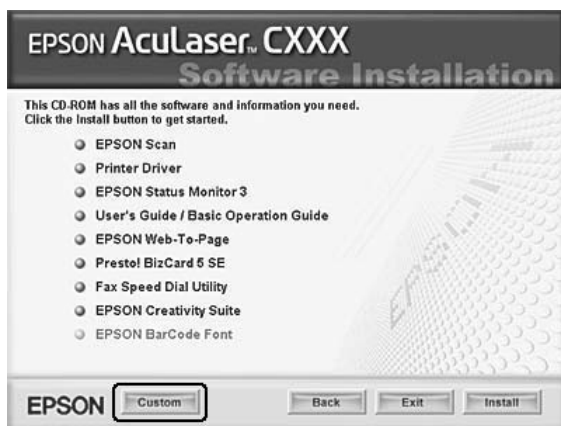 EPSON AcuLaser™ CXXX
Software Installation
This CD-ROM has all the software and information you need.
Click the Install button to get started.
EPSON Scan
Printer Driver
EPSON Status Monitor 3
User's Guide / Basic Operation Guide
EPSON Web-To-Page
Presto! BizCard 5 SE
Fax Speed Dial Utility
EPSON Creativity Suite
EPSON BarCode Font
EPSON
EPSON Custom Back Exit Install